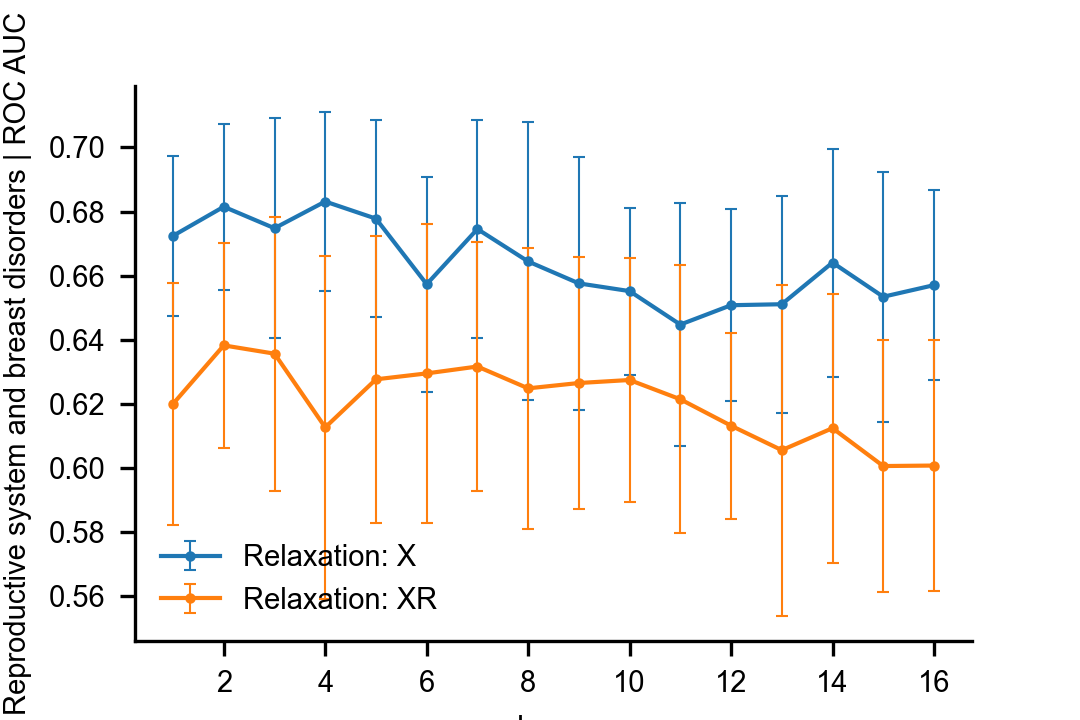 Reproductive system and breast disorders | ROC AUC
0.70
0.68
0.66
0.64
0.62
0.60
0.58
0.56
Relaxation: X
Relaxation: XR
2 4 6 8 10 12 14 16